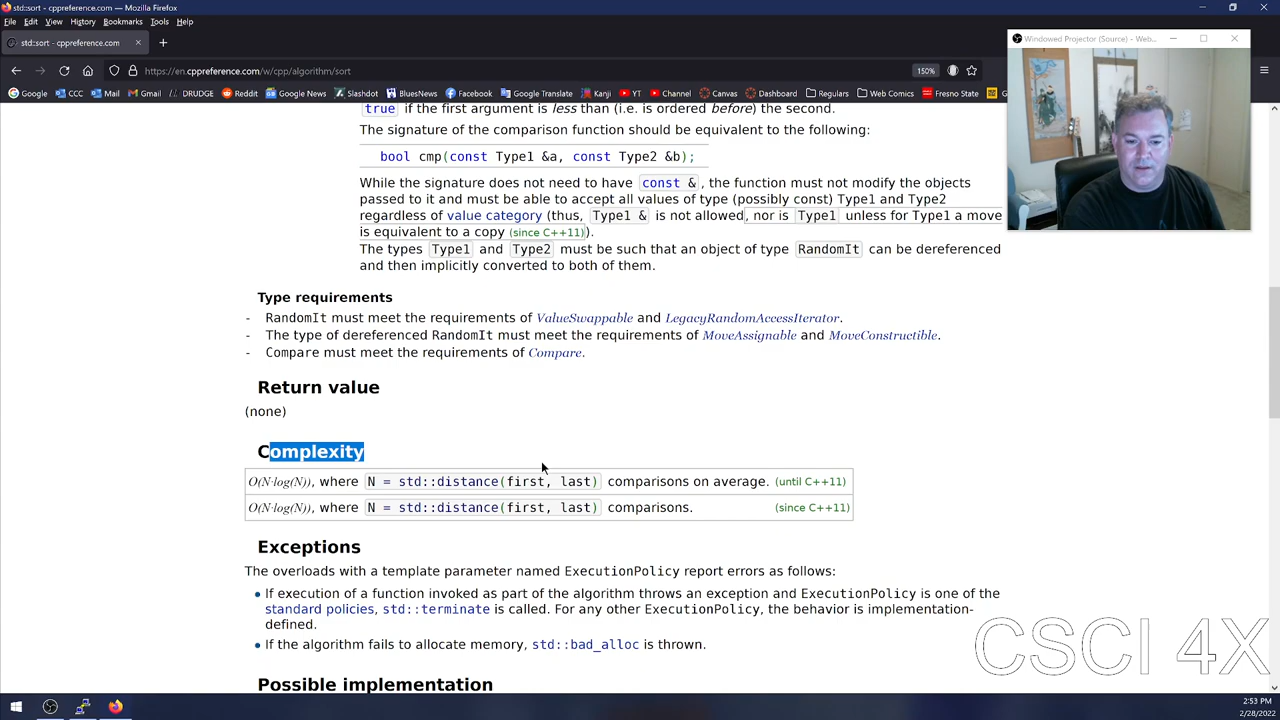 std::sort - cppreference.com — Mozilla Firefox
File Edit View History Bookmarks Tools Help
std::sort - cppreference.com
https://en.cppreference.com/w/cpp/algorithm/sort
150%
Google CCC Mail Gmail DRUDGE Reddit Google News Slashdot BluesNews Facebook Google Translate Kanji YT Channel Canvas Dashboard Regulars Web Comics Fresno State
Windowed Projector (Source) - Web...
true if the first argument is less than (i.e. is ordered before) the second.
The signature of the comparison function should be equivalent to the following:
bool cmp(const Type1 &a, const Type2 &b);
While the signature does not need to have const &, the function must not modify the objects
passed to it and must be able to accept all values of type (possibly const) Type1 and Type2
regardless of value category (thus, Type1 & is not allowed, nor is Type1 unless for Type1 a move
is equivalent to a copy (since C++11)).
The types Type1 and Type2 must be such that an object of type RandomIt can be dereferenced
and then implicitly converted to both of them.
Type requirements
- RandomIt must meet the requirements of ValueSwappable and LegacyRandomAccessIterator.
- The type of dereferenced RandomIt must meet the requirements of MoveAssignable and MoveConstructible.
- Compare must meet the requirements of Compare.
Return value
(none)
Complexity
O(N·log(N)), where N = std::distance(first, last) comparisons on average. (until C++11)
O(N·log(N)), where N = std::distance(first, last) comparisons. (since C++11)
Exceptions
The overloads with a template parameter named ExecutionPolicy report errors as follows:
• If execution of a function invoked as part of the algorithm throws an exception and ExecutionPolicy is one of the
standard policies, std::terminate is called. For any other ExecutionPolicy, the behavior is implementation-
defined.
• If the algorithm fails to allocate memory, std::bad_alloc is thrown.
Possible implementation
CSCI 4X
2:53 PM
2/28/2022